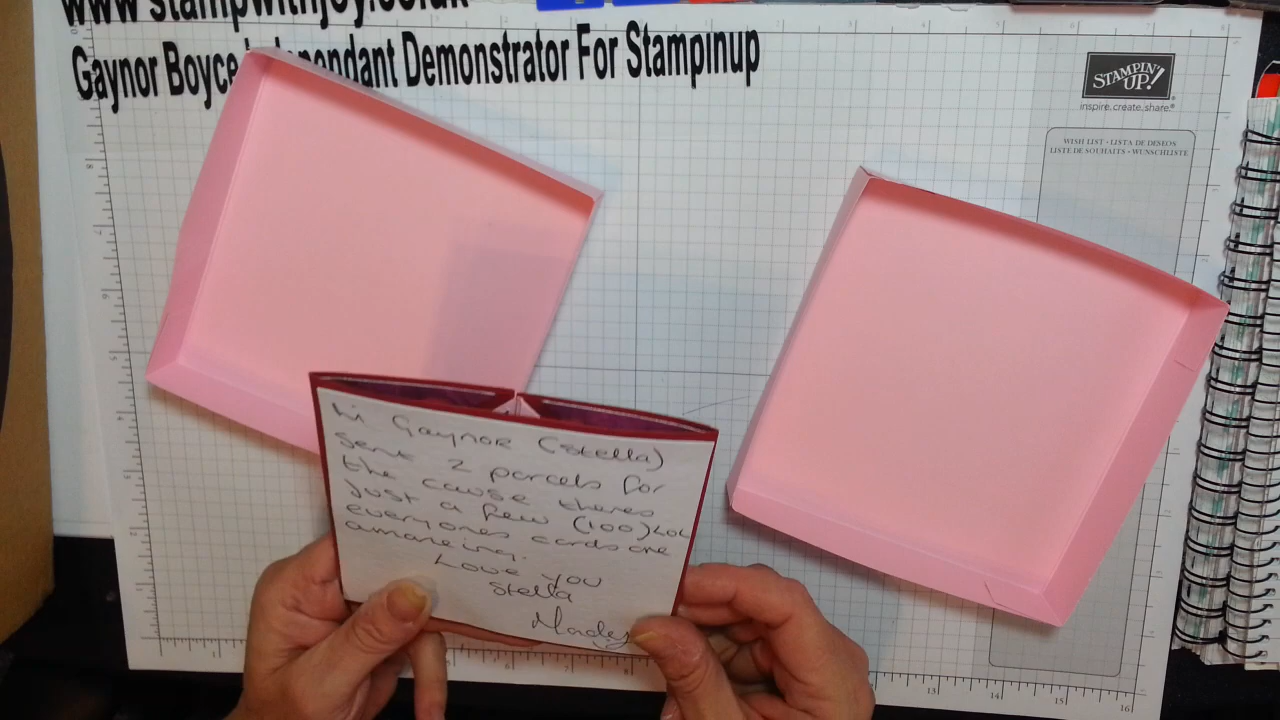 www.stampwithjoy.co.uk
Gaynor Boyce Independant Demonstrator For Stampinup
STAMPIN' UP!®
inspire.create.share.®
WISH LIST • LISTA DE DESEOS
LISTE DE SOUHAITS • WUNSCHLISTE
Hi Gaynor (Stella)
sent 2 parcels for
the cause theres
just a few (100) LOL
everyones cards are
amazeing.
Love you
Stella